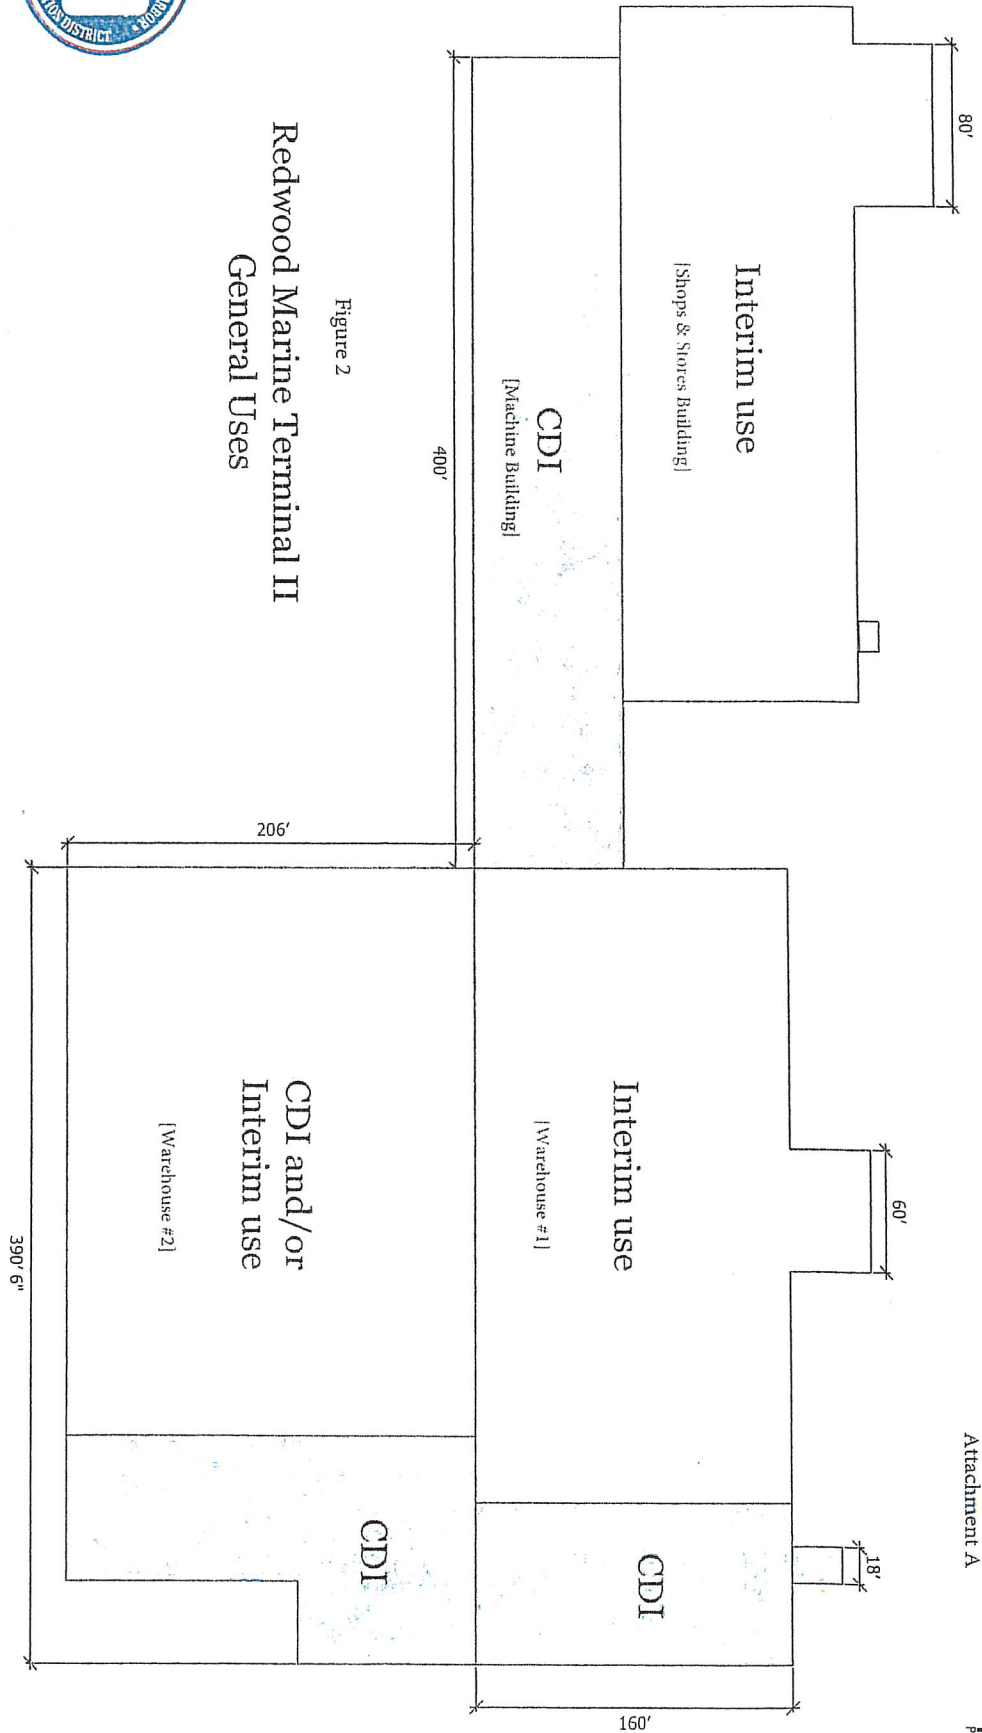 Attachment A
80'
60'
18'
Interim use
[Shops & Stores Building]
CDI
[Machine Building]
400'
Interim use
[Warehouse #1]
CDI
160'
206'
CDI and/or
Interim use
[Warehouse #2]
CDI
390' 6"
Figure 2
Redwood Marine Terminal II
General Uses
DISTRICT